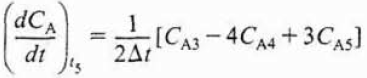 (dC_A/dt)_{t_5} = 1/2Δt [C_{A3} − 4C_{A4} + 3C_{A5}]